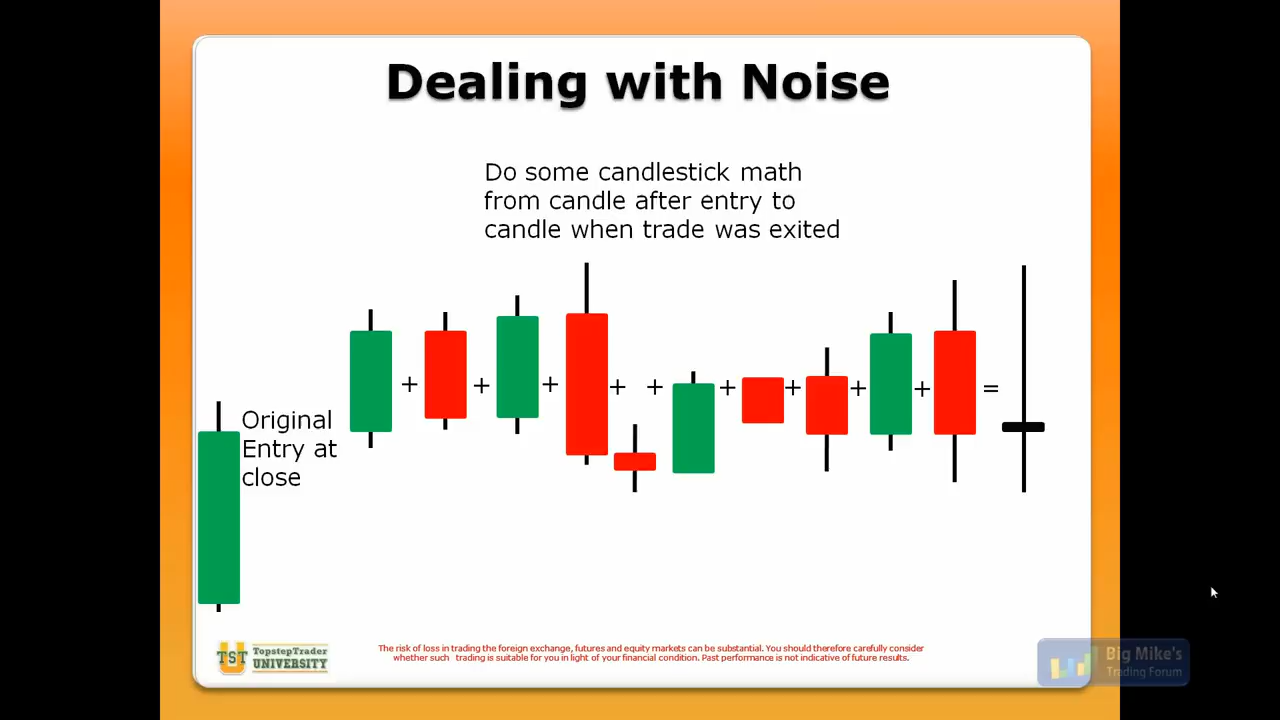 Dealing with Noise
Do some candlestick math
from candle after entry to
candle when trade was exited
Original
Entry at
close
+ + + + + + + + + =
TST
U
TopstepTrader
UNIVERSITY
The risk of loss in trading the foreign exchange, futures and equity markets can be substantial. You should therefore carefully consider
whether such trading is suitable for you in light of your financial condition. Past performance is not indicative of future results.
Big Mike's
Trading Forum